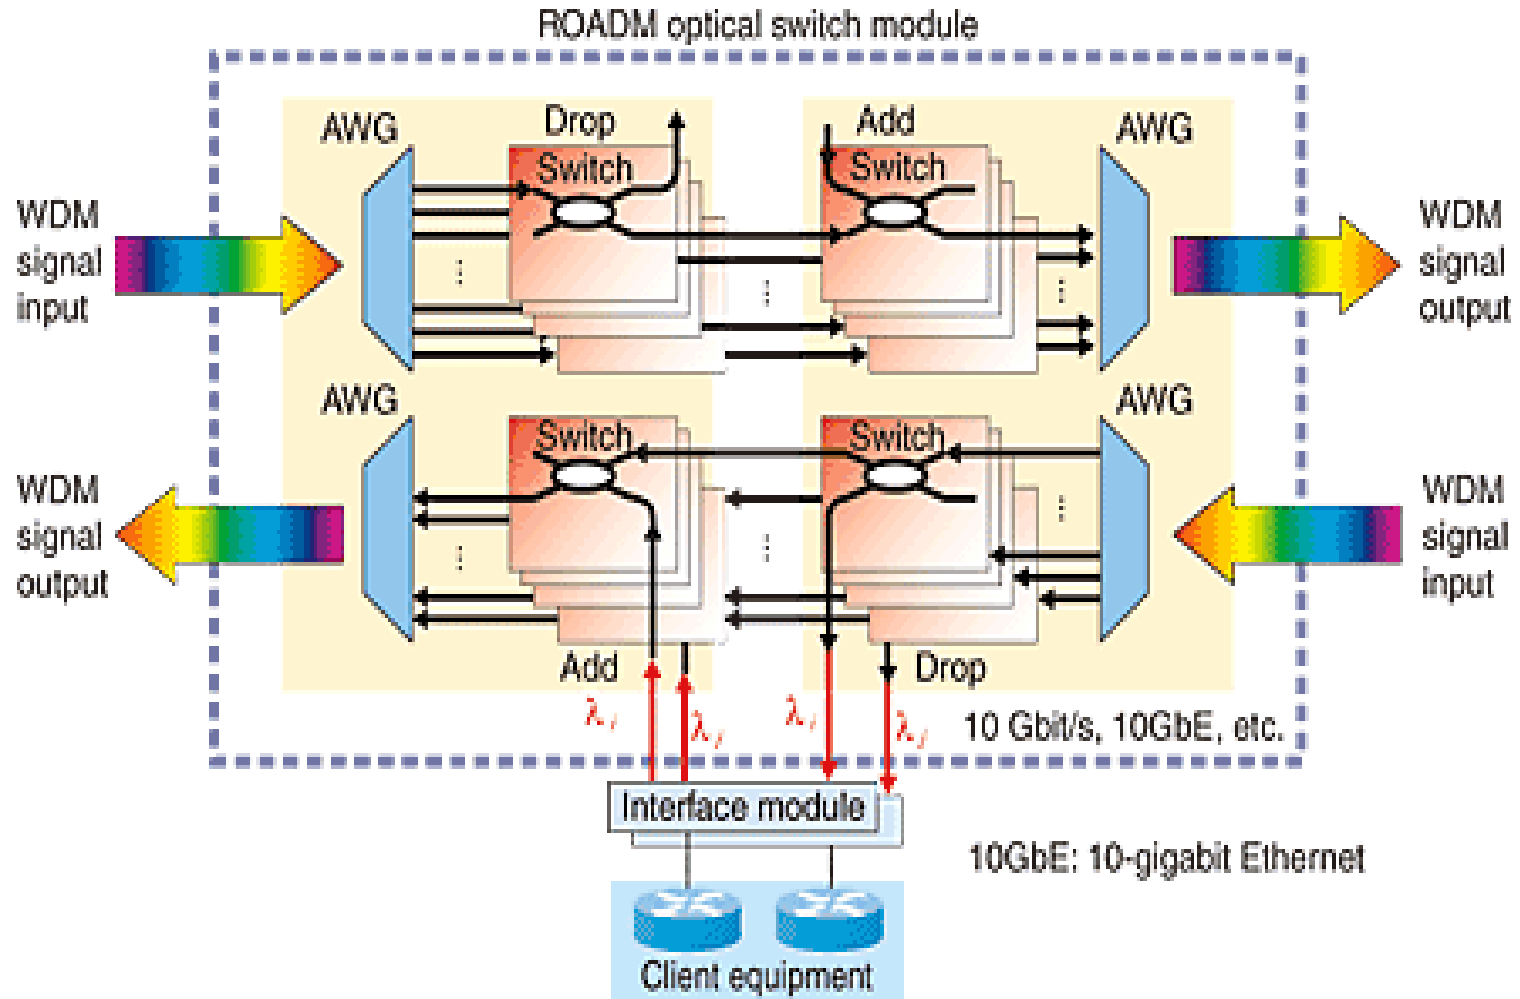 ROADM optical switch module
AWG
Drop
Add
AWG
Switch
Switch
WDM
signal
input
WDM
signal
output
AWG
AWG
Switch
Switch
WDM
signal
output
WDM
signal
input
Add
Drop
λi
λj
λi
λj
10 Gbit/s, 10GbE, etc.
Interface module
10GbE: 10-gigabit Ethernet
Client equipment